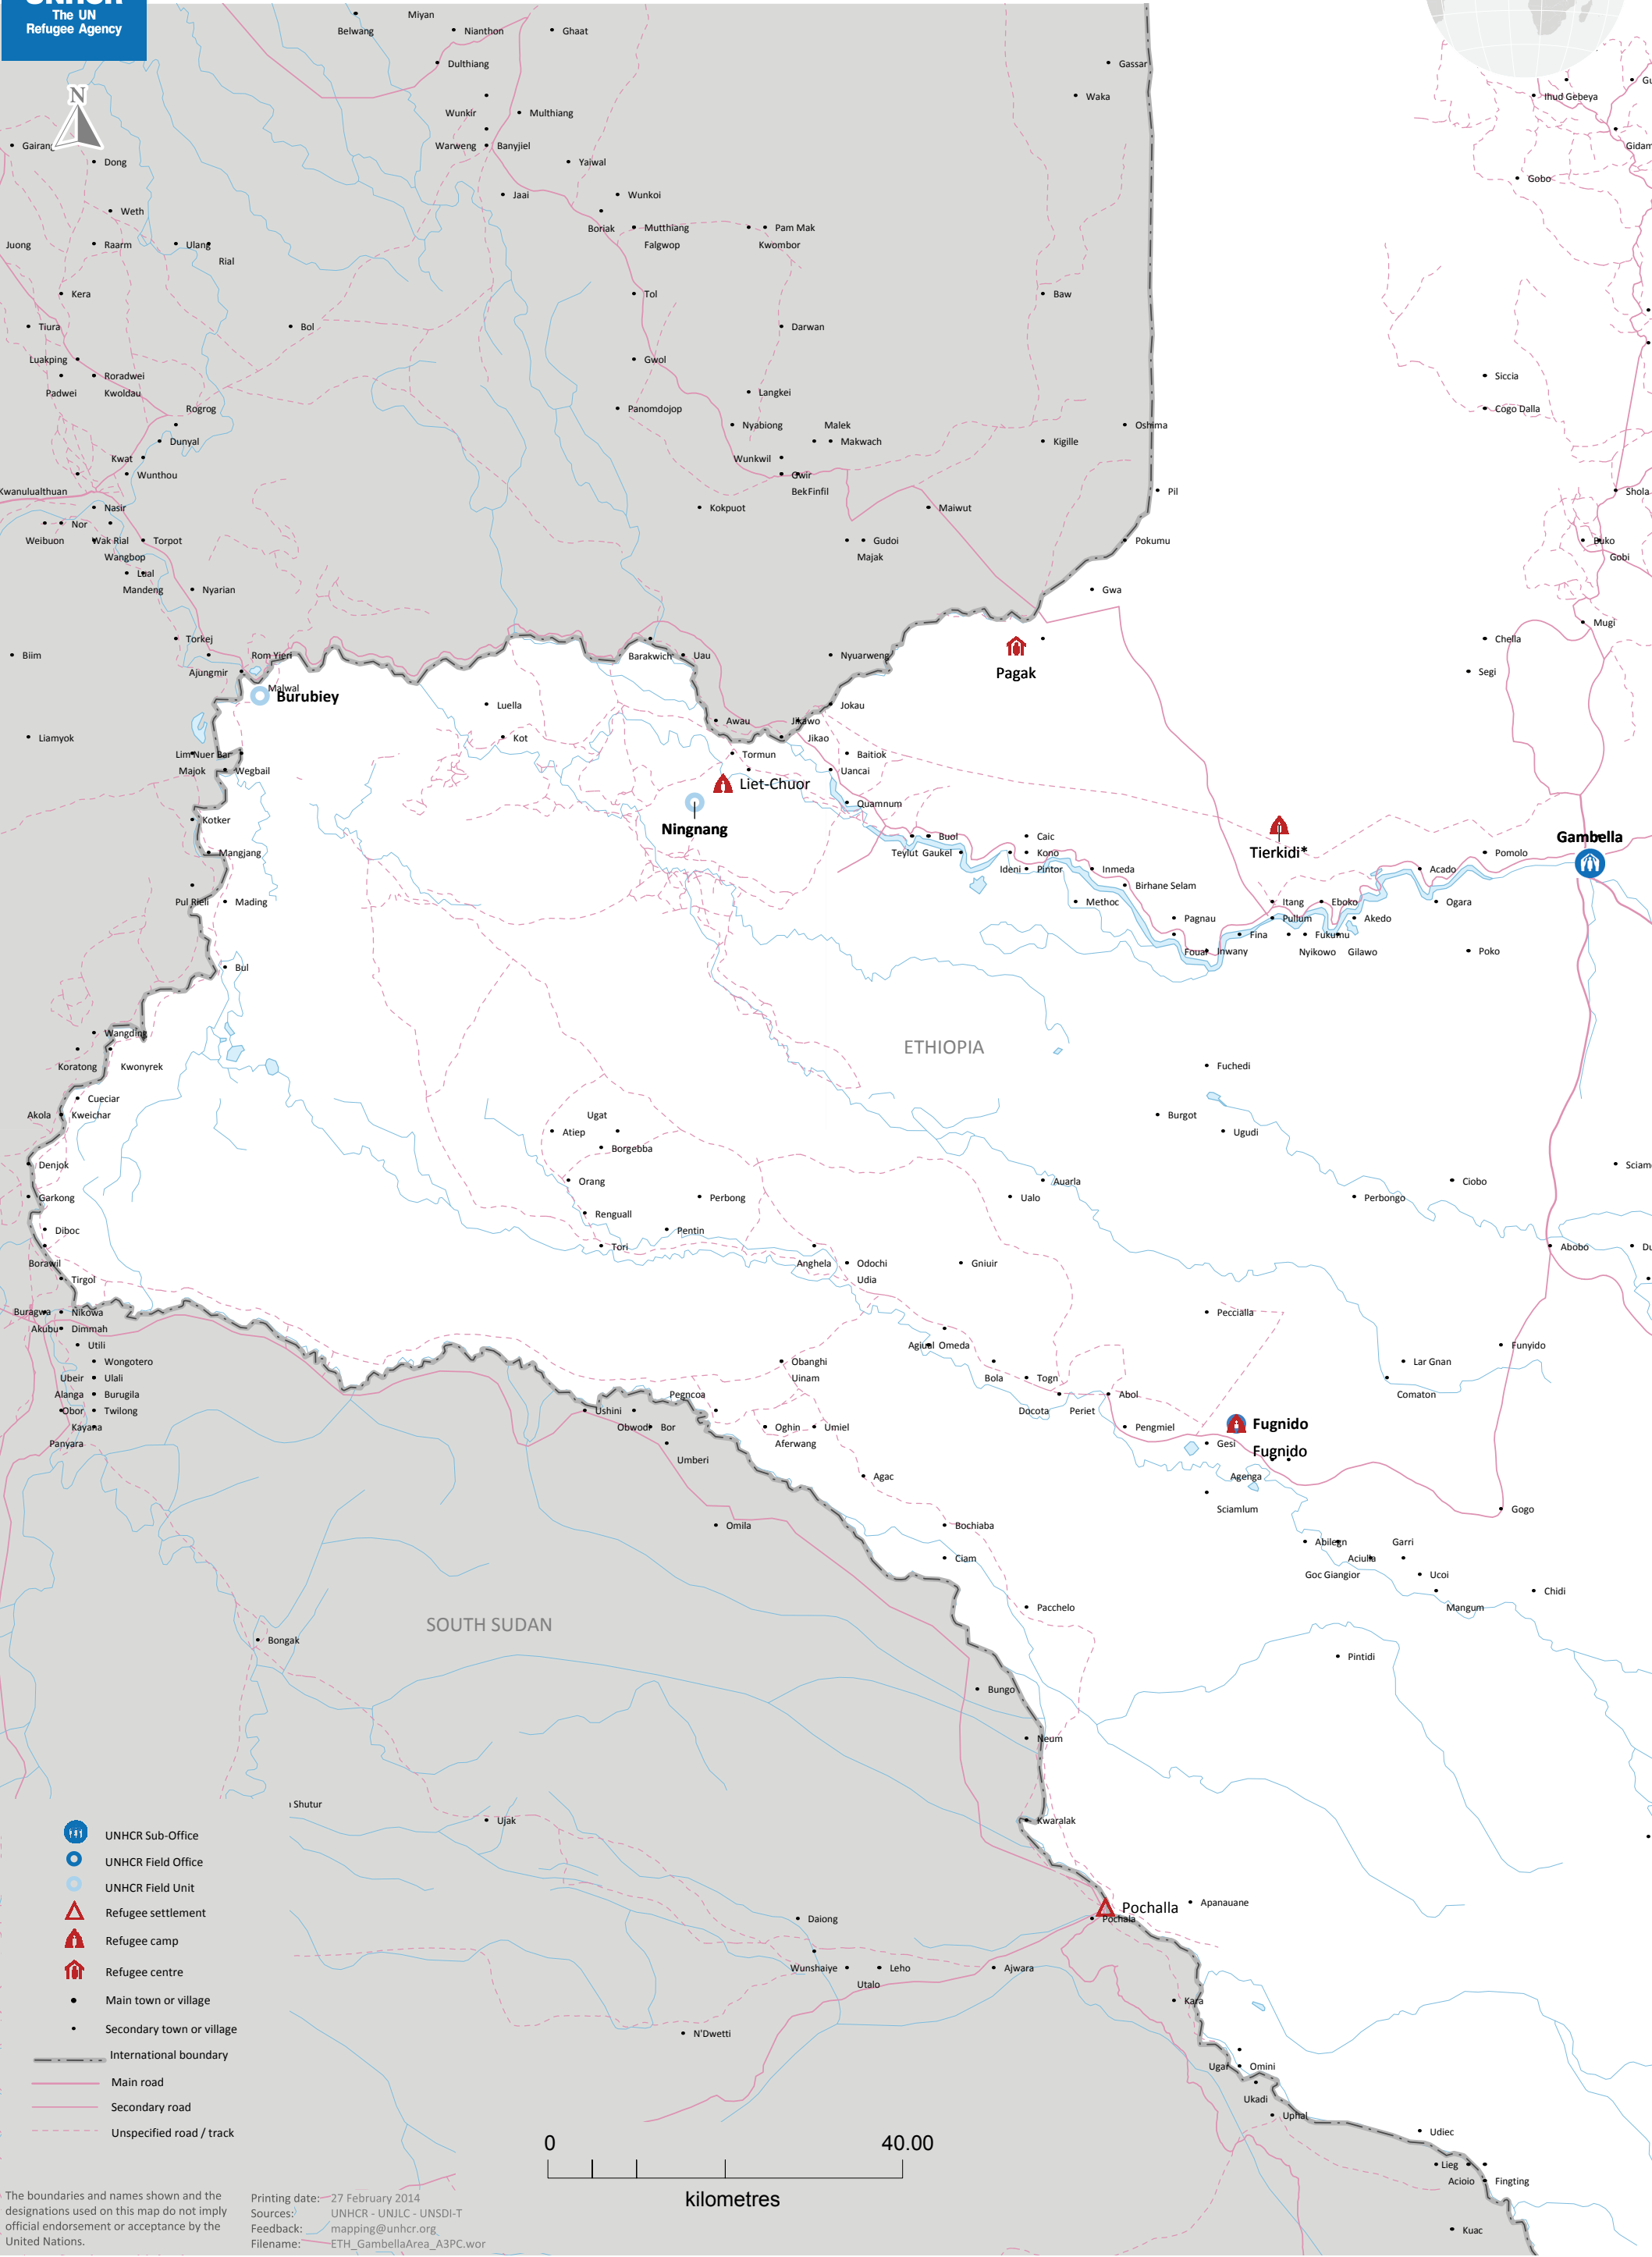 The UN
Refugee Agency
N
Miyan
Belwang
Nianthon
Ghaat
Dulthiang
Gassar
Waka
Ihud Gebeya
Wunkir
Multhiang
Gairang
Warweng
Banyjiel
Dong
Yaiwal
Gobo
Jaai
Wunkoi
Weth
Boriak
Mutthiang
Pam Mak
Juong
Raarm
Ulang
Falgwop
Kwombor
Rial
Kera
Tol
Baw
Tiura
Bol
Darwan
Luakping
Gwol
Roradwei
Siccia
Padwei
Kwoldau
Langkei
Rogrog
Panomdojop
Cogo Dalla
Nyabiong
Malek
Oshima
Dunyal
Makwach
Kigille
Kwat
Wunkwil
Wunthou
Gwir
Kwanulualthuan
BekFinfil
Pil
Shola
Nasir
Kokpuot
Maiwut
Nor
Weibuon
Wak Rial
Torpot
Gudoi
Pokumu
Buko
Wangbop
Majak
Gobi
Lual
Mandeng
Nyarian
Gwa
Mugi
Torkej
Chella
Biim
Rom Yieri
Barakwich
Uau
Nyuarweng
Ajungmir
Pagak
Segi
Malwal
Burubiey
Luella
Jokau
Awau
Jikawo
Liamyok
Kot
Jikao
Lim Nuer Bar
Tormun
Baitiok
Majok
Wegbail
Uancai
Liet-Chuor
Quamnum
Kotker
Ningnang
Buol
Caic
Gambella
Mangjang
Teylut
Gaukel
Kono
Tierkidi*
Pomolo
Ideni
Pintor
Inmeda
Acado
Birhane Selam
Pul Rieli
Mading
Methoc
Itang
Eboko
Ogara
Pagnau
Pullum
Akedo
Fina
Fukumu
Fouar
Inwany
Nyikowo
Gilawo
Poko
Bul
Wangding
ETHIOPIA
Koratong
Kwonyrek
Fuchedi
Cueciar
Akola
Kweichar
Ugat
Burgot
Atiep
Ugudi
Borgebba
Denjok
Sciam
Orang
Auarla
Ciobo
Garkong
Perbong
Ualo
Perbongo
Renguall
Diboc
Pentin
Tori
Abobo
Borawil
Anghela
Odochi
Gniuir
Tirgol
Udia
Buragwa
Nikowa
Peccialla
Akubu
Dimmah
Utili
Agiual
Omeda
Funyido
Wongotero
Obanghi
Lar Gnan
Ubeir
Ulali
Uinam
Bola
Togn
Alanga
Burugila
Pegncoa
Abol
Comaton
Obor
Twilong
Ushini
Docota
Periet
Kayana
Obwodi
Bor
Oghin
Umiel
Pengmiel
Fugnido
Panyara
Aferwang
Gesi
Fugnido
Umberi
Agac
Agenga
Sciamlum
Gogo
Omila
Bochiaba
Abilegn
Garri
Ciam
Aciulla
Goc Giangior
Ucoi
Chidi
Pacchelo
Mangum
SOUTH SUDAN
Bongak
Pintidi
Bungo
Neum
Shutur
Ujak
Kwaralak
UNHCR Sub-Office
UNHCR Field Office
UNHCR Field Unit
Refugee settlement
Pochalla
Apanauane
Daiong
Pochala
Refugee camp
Wunshaiye
Leho
Ajwara
Refugee centre
Utalo
Main town or village
Kara
Secondary town or village
N'Dwetti
International boundary
Ugar
Omini
Main road
Ukadi
Secondary road
Uphal
Unspecified road / track
Udiec
0
40.00
kilometres
Lieg
Acioio
Fingting
Kuac
The boundaries and names shown and the
designations used on this map do not imply
official endorsement or acceptance by the
United Nations.
Printing date: 27 February 2014
Sources: UNHCR - UNJLC - UNSDI-T
Feedback: mapping@unhcr.org
Filename: ETH_GambellaArea_A3PC.wor